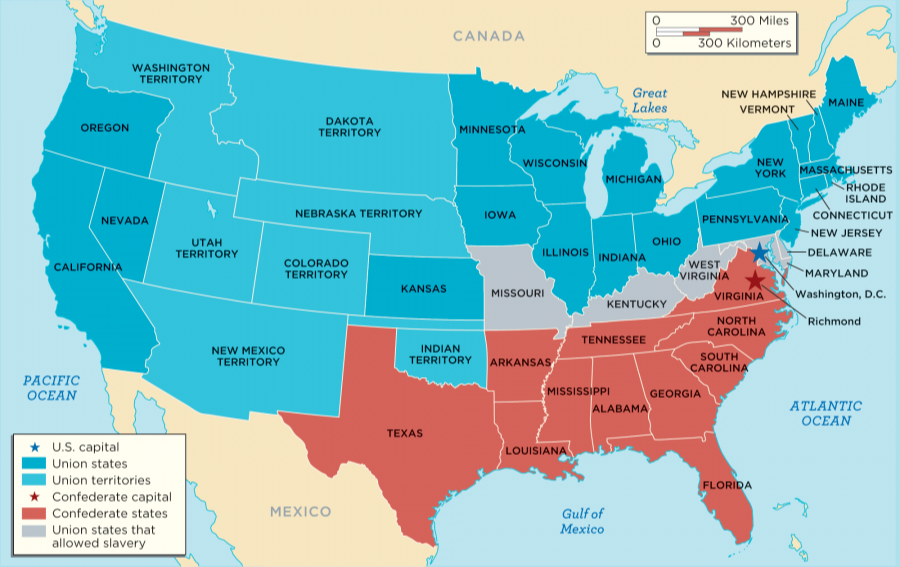 CANADA
0 300 Miles
0 300 Kilometers
WASHINGTON
TERRITORY
DAKOTA
TERRITORY
OREGON
MINNESOTA
Great
Lakes
NEW HAMPSHIRE
VERMONT
MAINE
WISCONSIN
MICHIGAN
NEW
YORK
MASSACHUSETTS
RHODE
ISLAND
CONNECTICUT
NEW JERSEY
NEVADA
NEBRASKA TERRITORY
IOWA
PENNSYLVANIA
UTAH
TERRITORY
ILLINOIS
INDIANA
OHIO
DELAWARE
MARYLAND
Washington, D.C.
Richmond
CALIFORNIA
COLORADO
TERRITORY
KANSAS
MISSOURI
WEST
VIRGINIA
VIRGINIA
KENTUCKY
NEW MEXICO
TERRITORY
INDIAN
TERRITORY
ARKANSAS
TENNESSEE
NORTH
CAROLINA
SOUTH
CAROLINA
PACIFIC
OCEAN
MISSISSIPPI
ALABAMA
GEORGIA
ATLANTIC
OCEAN
TEXAS
LOUISIANA
FLORIDA
MEXICO
Gulf of
Mexico
U.S. capital
Union states
Union territories
Confederate capital
Confederate states
Union states that
allowed slavery